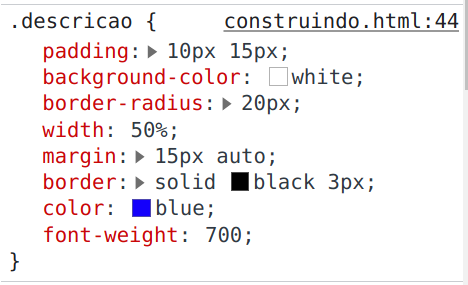 .descricao { construindo.html:44
padding: 10px 15px;
background-color: white;
border-radius: 20px;
width: 50%;
margin: 15px auto;
border: solid black 3px;
color: blue;
font-weight: 700;
}